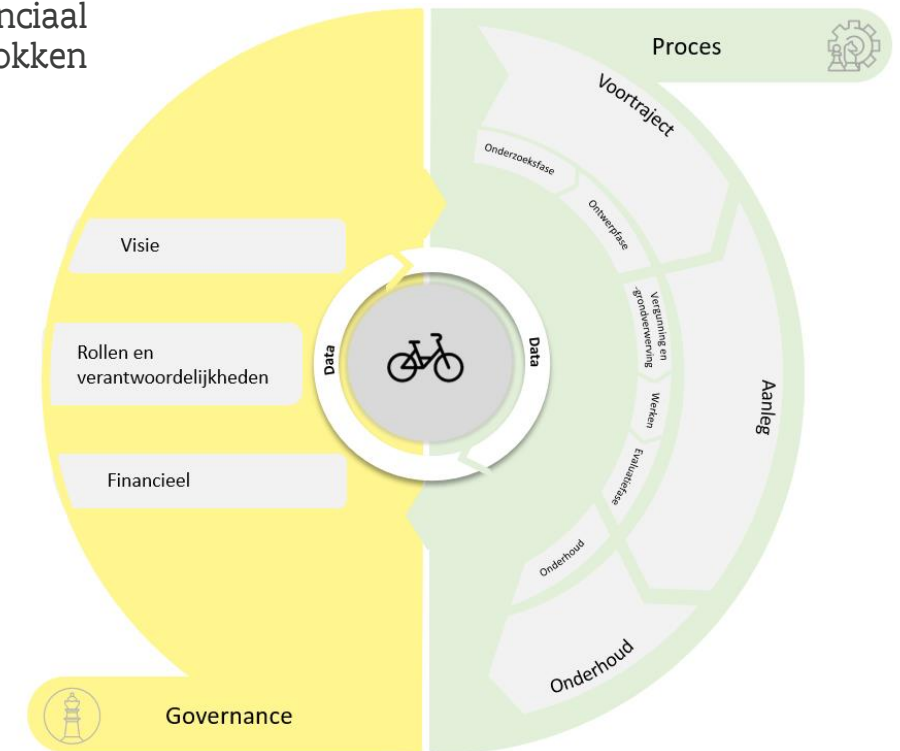 nciaal
okken
Proces
Voortraject
Onderzoeksfase
Ontwerpfase
Visie
Rollen en
verantwoordelijkheden
Financieel
Data
Data
Vergunning en
-grondverwerving
Werken
Evaluatiefase
Aanleg
Onderhoud
Onderhoud
Governance